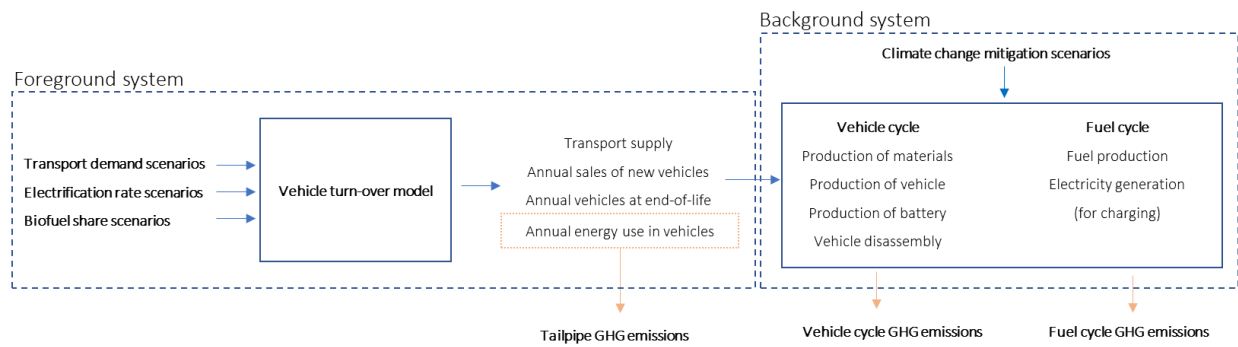 Background system
Climate change mitigation scenarios
Foreground system
Transport demand scenarios
Electrification rate scenarios
Biofuel share scenarios
Vehicle turn-over model
Transport supply
Annual sales of new vehicles
Annual vehicles at end-of-life
Annual energy use in vehicles
Vehicle cycle
Production of materials
Production of vehicle
Production of battery
Vehicle disassembly
Fuel cycle
Fuel production
Electricity generation
(for charging)
Tailpipe GHG emissions
Vehicle cycle GHG emissions
Fuel cycle GHG emissions